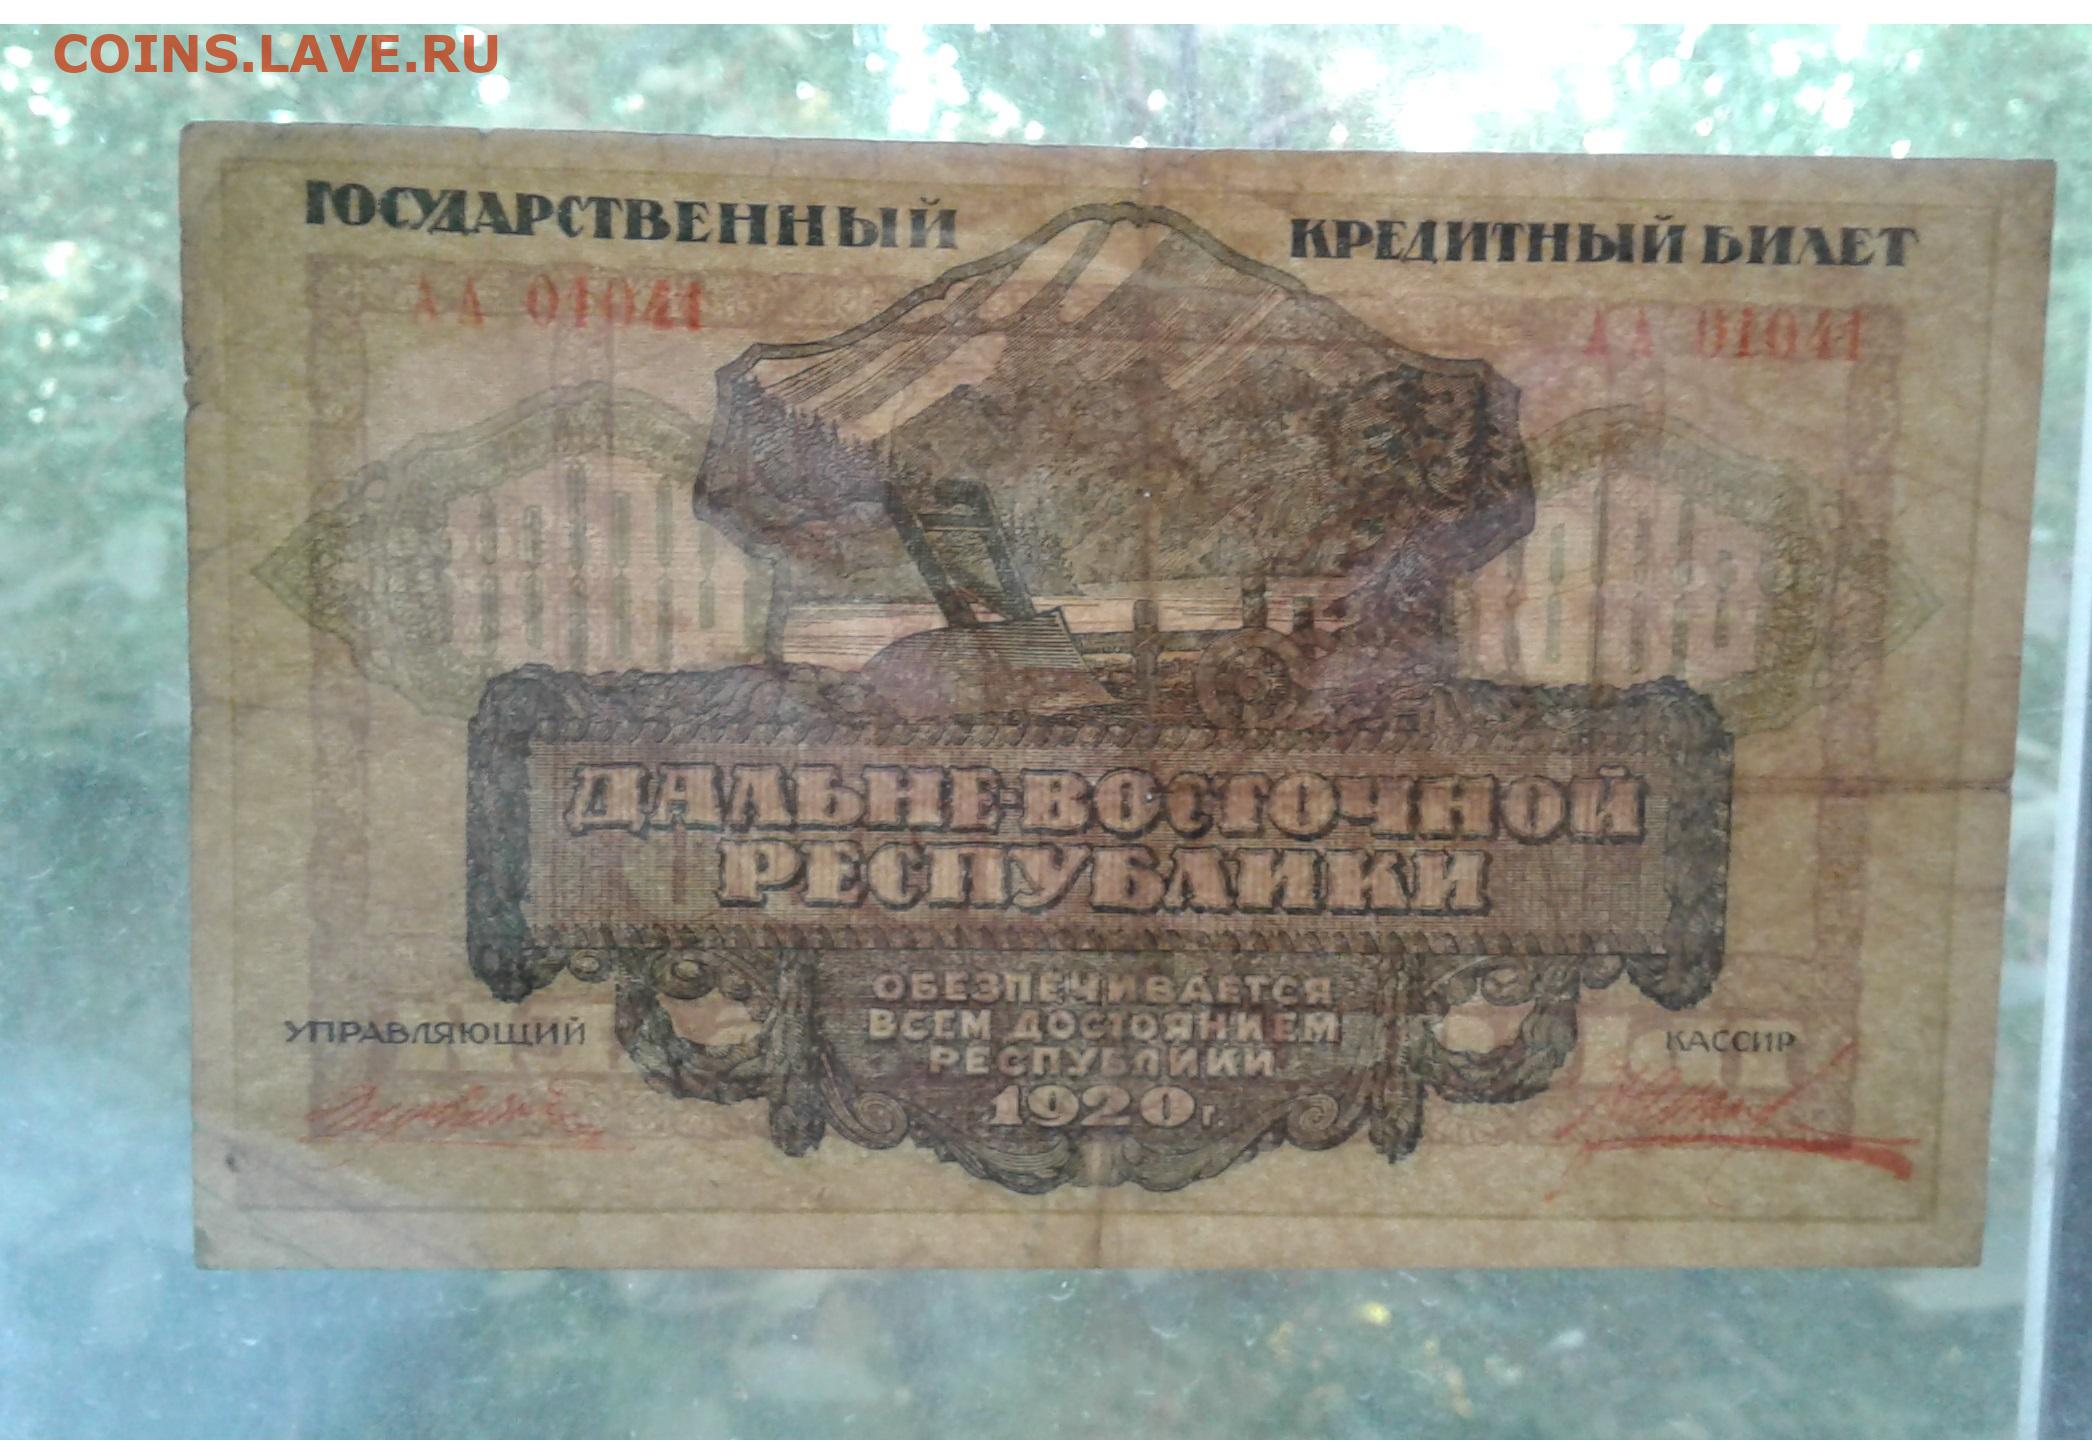 COINS.LAVE.RU
ГОСУДАРСТВЕННЫЙ КРЕДИТНЫЙ БИЛЕТ
АА 01041 АА 01041
ДАЛЬНЕ-ВОСТОЧНОЙ
РЕСПУБЛИКИ
ОБЕЗПЕЧИВАЕТСЯ
ВСЕМ ДОСТОЯНИЕМ
РЕСПУБЛИКИ
1920 г.
УПРАВЛЯЮЩИЙ КАССИР